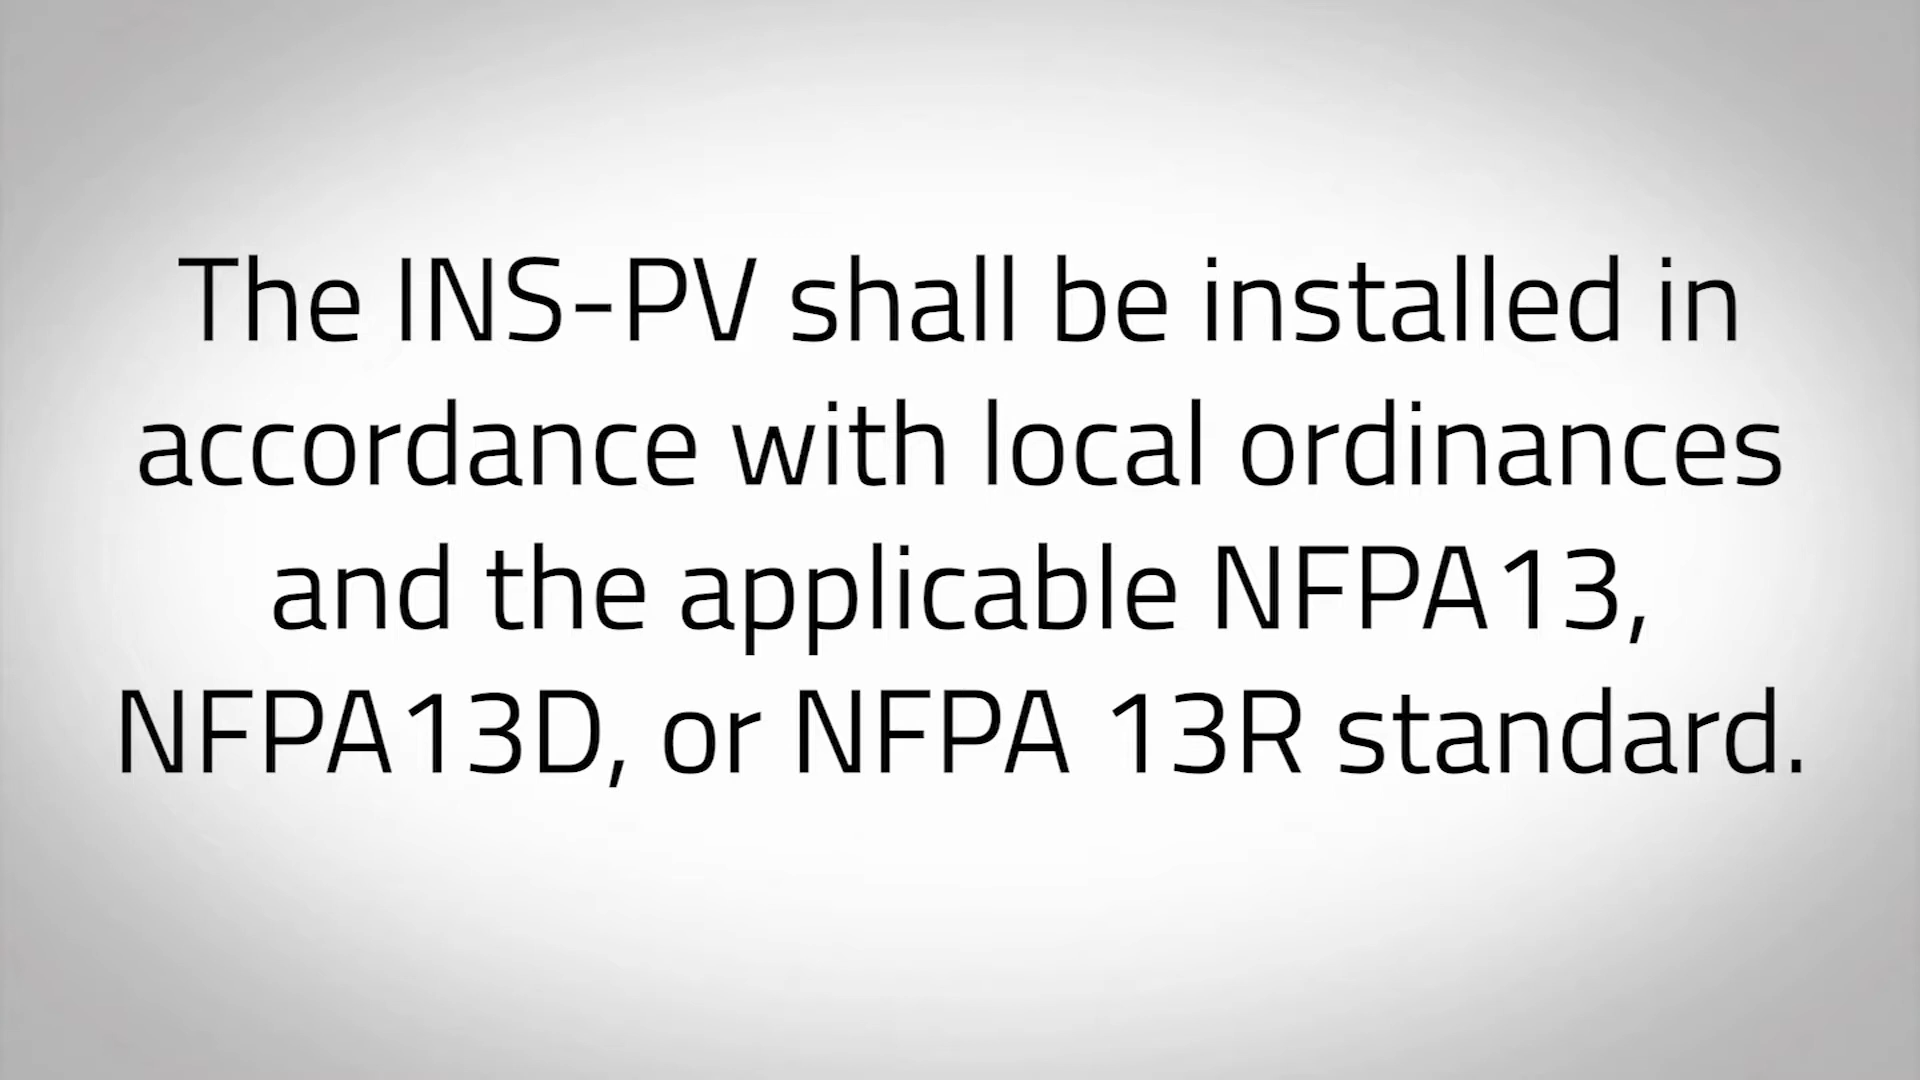 The INS-PV shall be installed in
accordance with local ordinances
and the applicable NFPA13,
NFPA13D, or NFPA 13R standard.